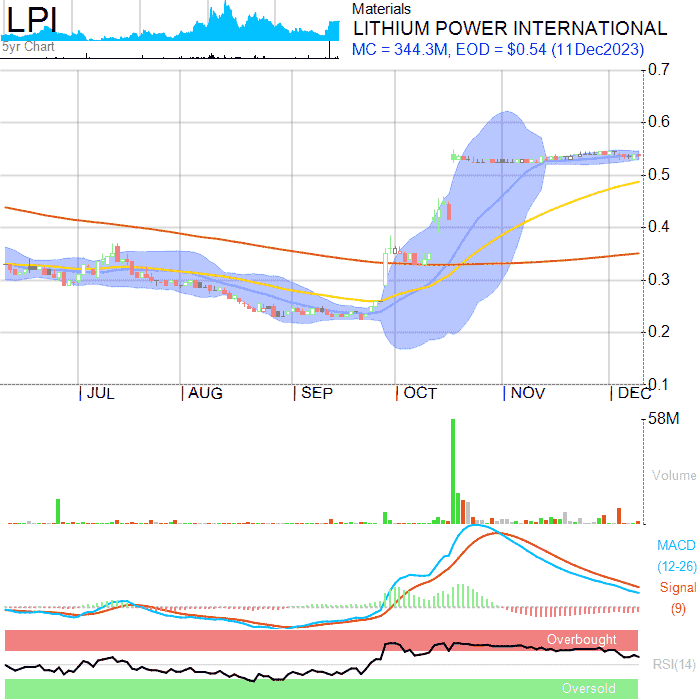 LPI
5yr Chart
Materials
LITHIUM POWER INTERNATIONAL
MC = 344.3M, EOD = $0.54 (11Dec2023)
0.7
0.6
0.5
0.4
0.3
0.2
0.1
JUL AUG SEP OCT NOV DEC
58M
Volume
MACD
(12-26)
Signal
(9)
Overbought
RSI(14)
Oversold